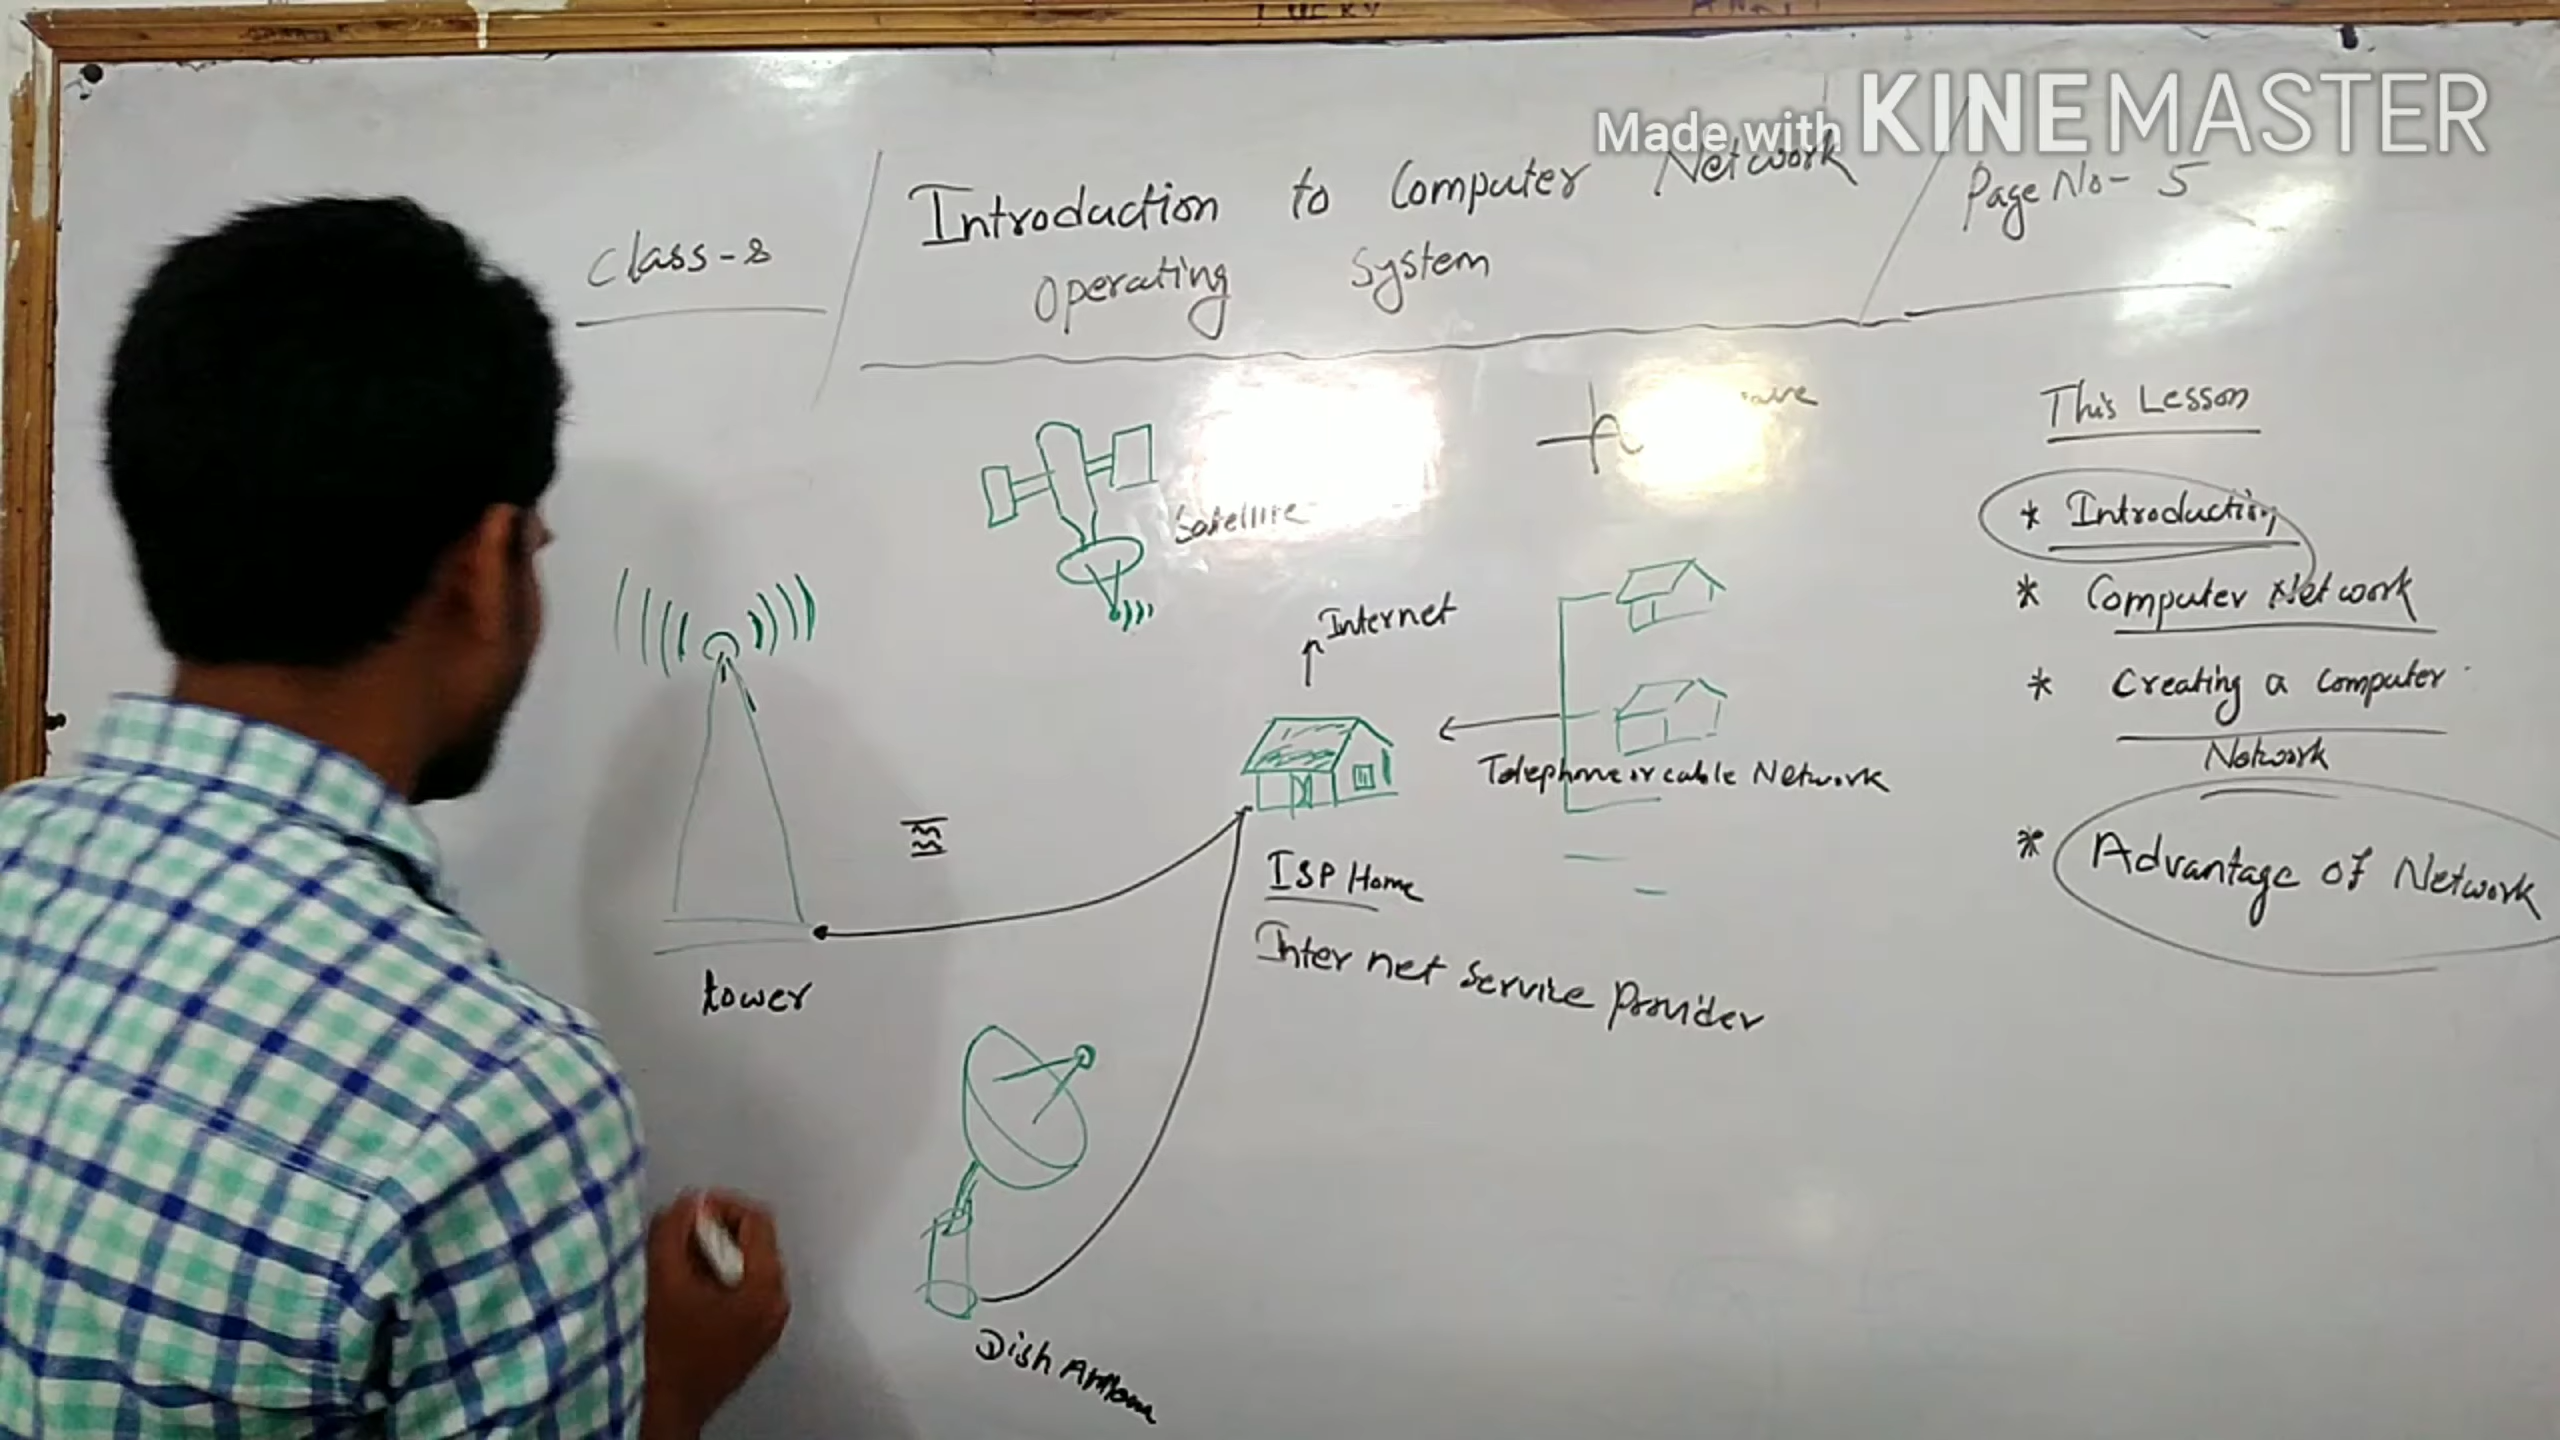 LUCKY
Made with KINEMASTER
Class-8
Introduction to Computer Network
Operating System
Page No- 5
This Lesson
* Introduction
* Computer Network
* Creating a Computer
Network
* Advantage of Network
Satellite
Internet
Telephone or cable Network
ISP Home
Internet Service Provider
tower
Dish